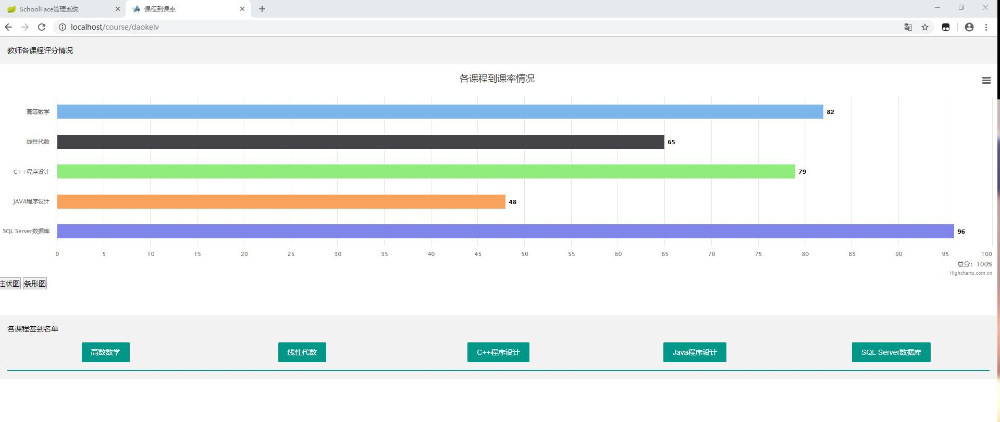 SchoolFace管理系统
课程到课率
localhost/course/daokelv
教师各课程评分情况
各课程到课率情况
高等数学 82
线性代数 65
C++程序设计 79
JAVA程序设计 48
SQL Server数据库 96
0 5 10 15 20 25 30 35 40 45 50 55 60 65 70 75 80 85 90 95 100
总分：100%
Highcharts.com.cn
柱状图 条形图
各课程签到名单
高数数学 线性代数 C++程序设计 Java程序设计 SQL Server数据库